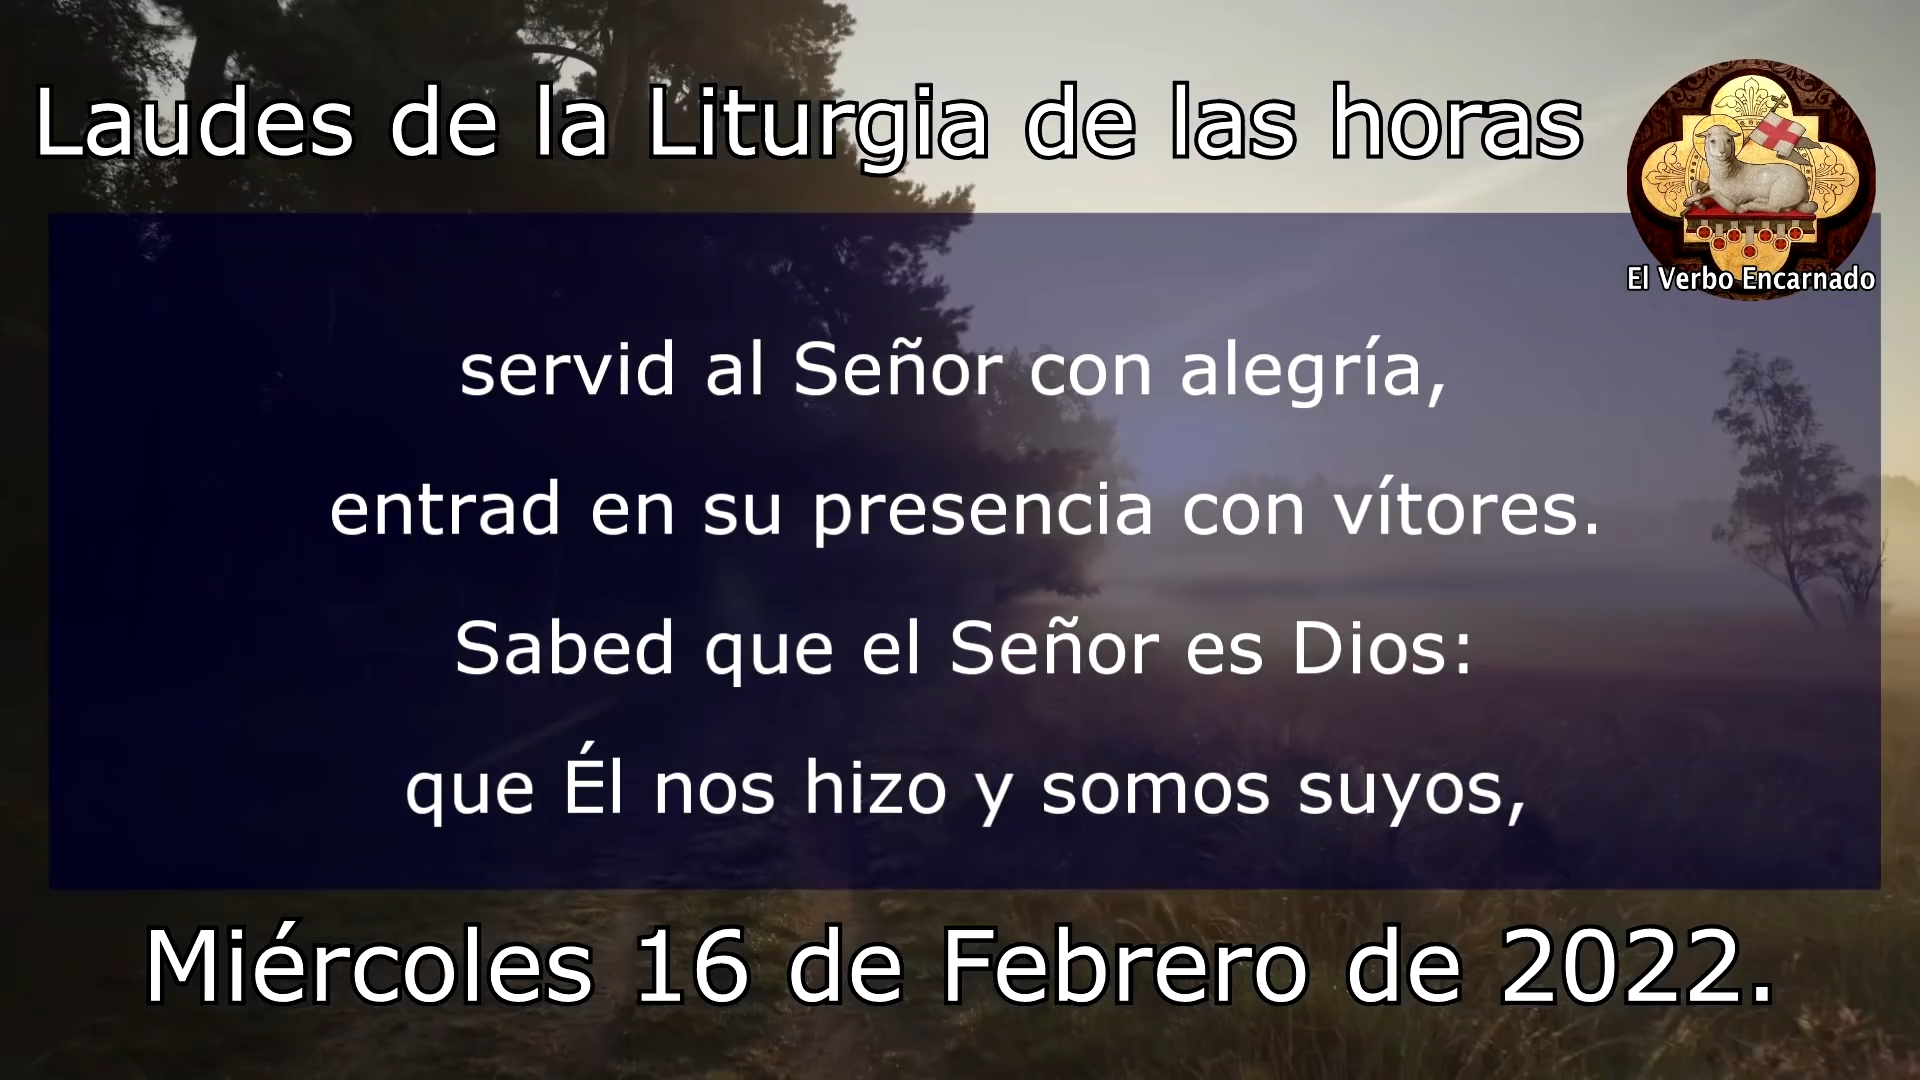 Laudes de la Liturgia de las horas
El Verbo Encarnado
servid al Señor con alegría,
entrad en su presencia con vítores.
Sabed que el Señor es Dios:
que Él nos hizo y somos suyos,
Miércoles 16 de Febrero de 2022.